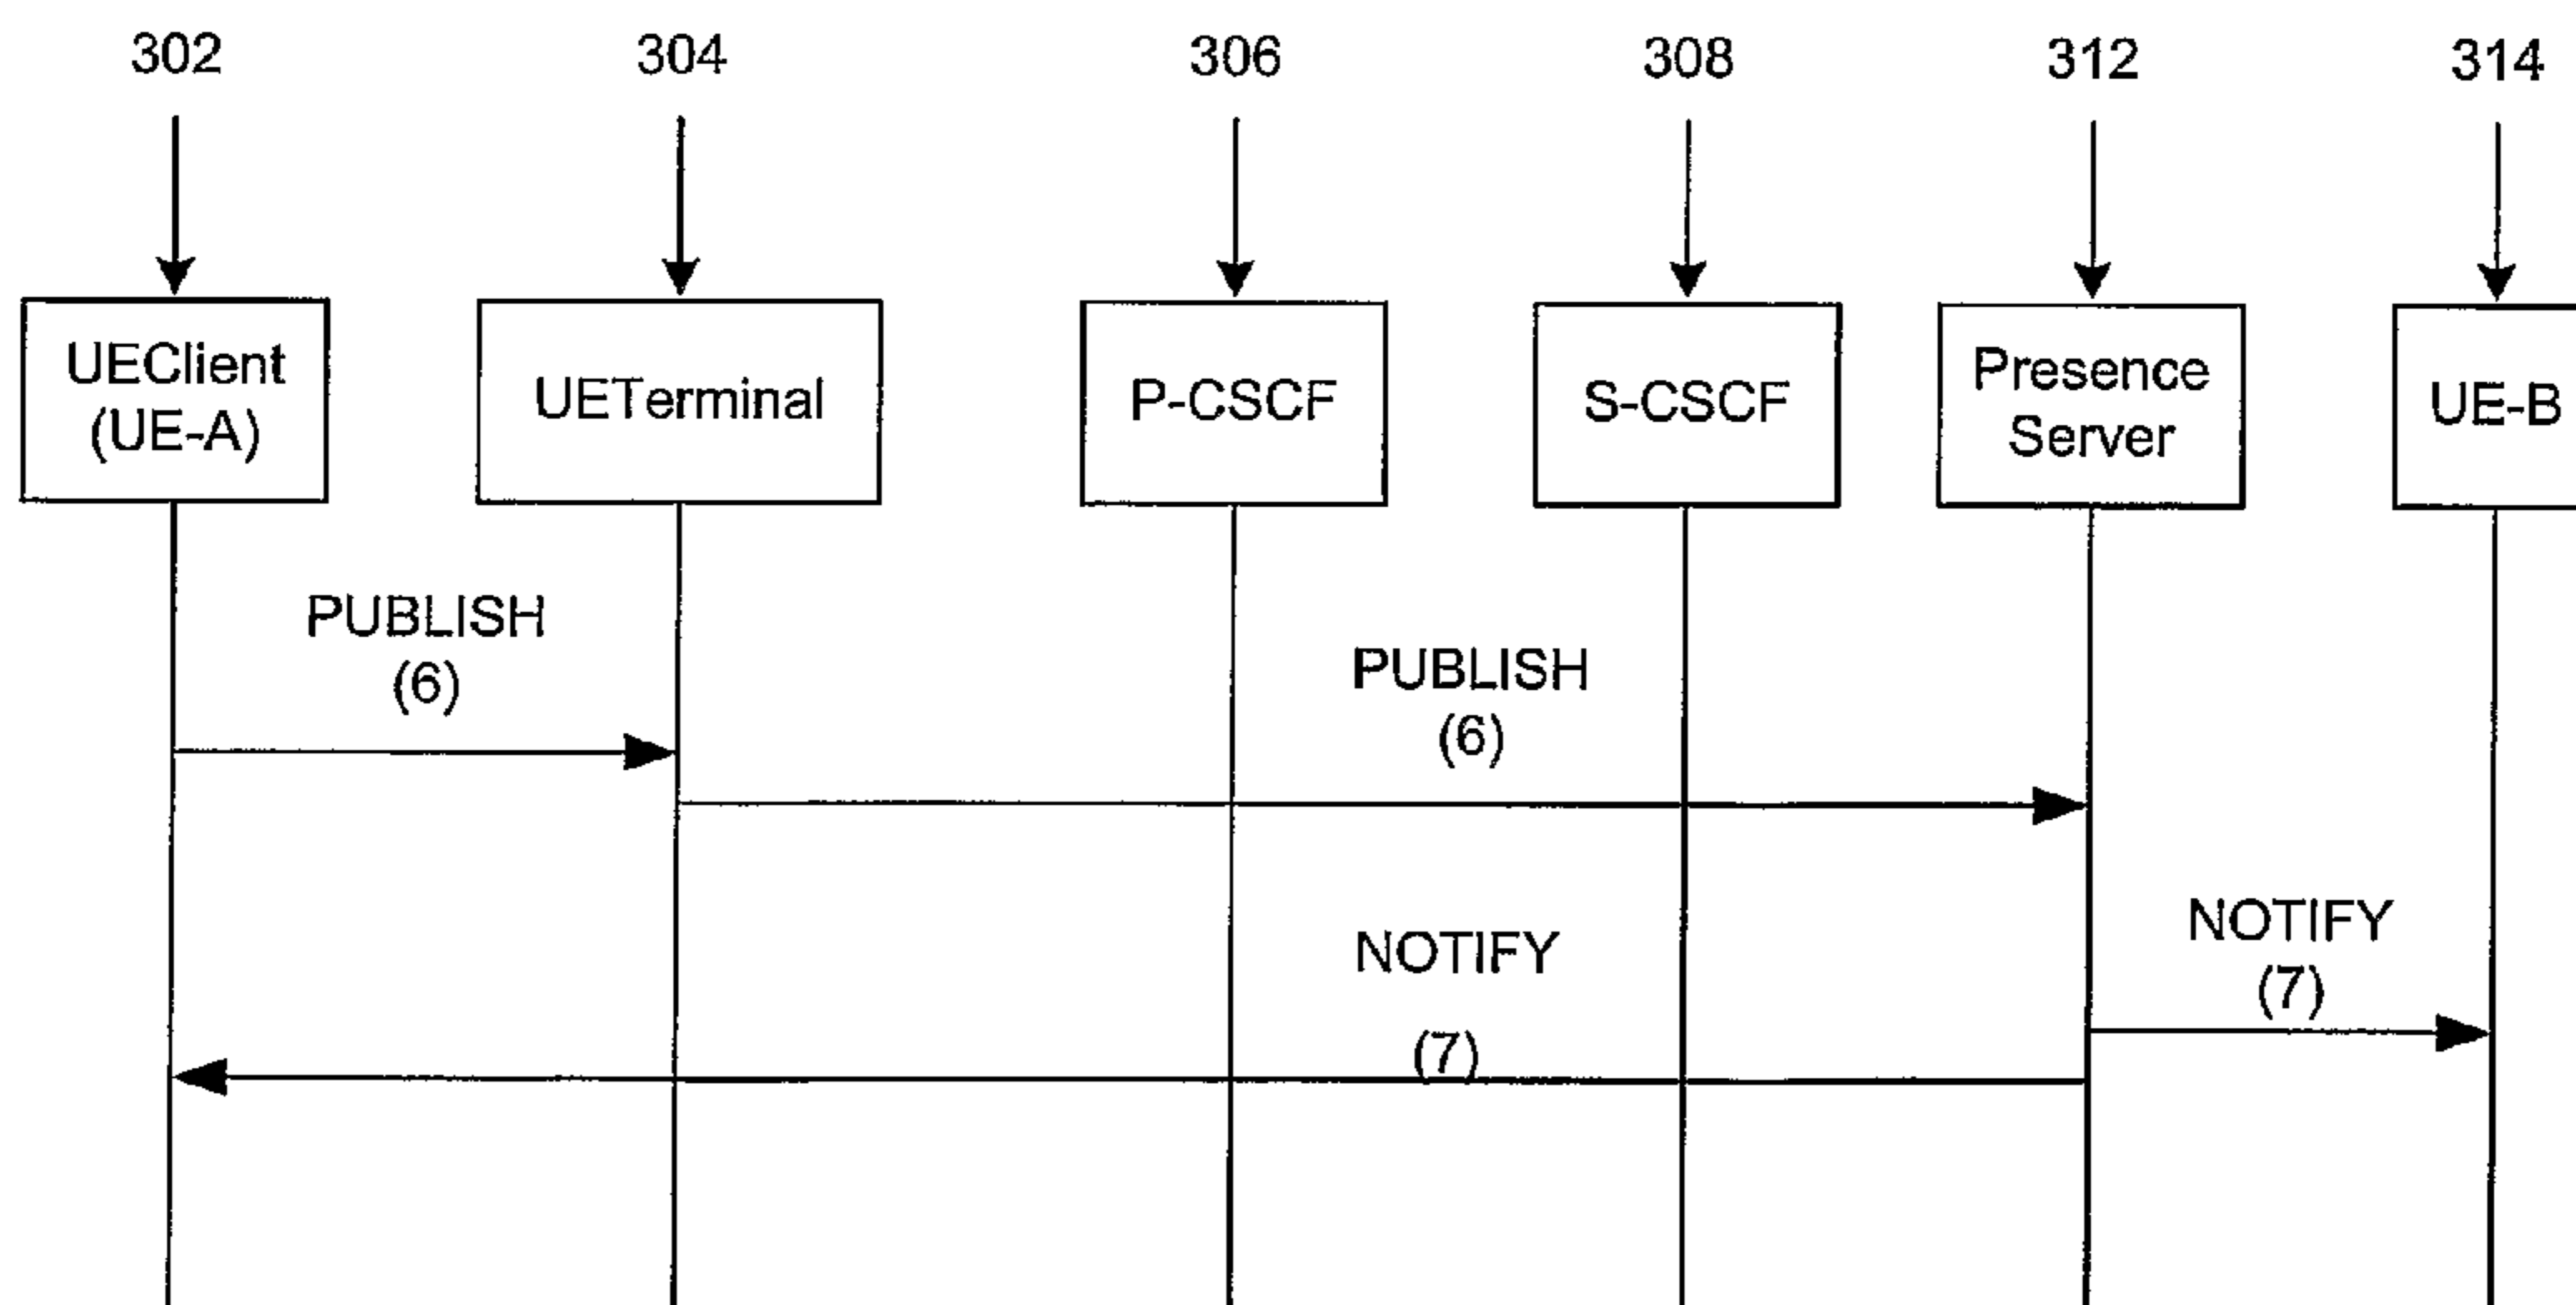 302
304
306
308
312
314
UEClient
(UE-A)
UETerminal
P-CSCF
S-CSCF
Presence
Server
UE-B
PUBLISH
(6)
PUBLISH
(6)
NOTIFY
(7)
NOTIFY
(7)